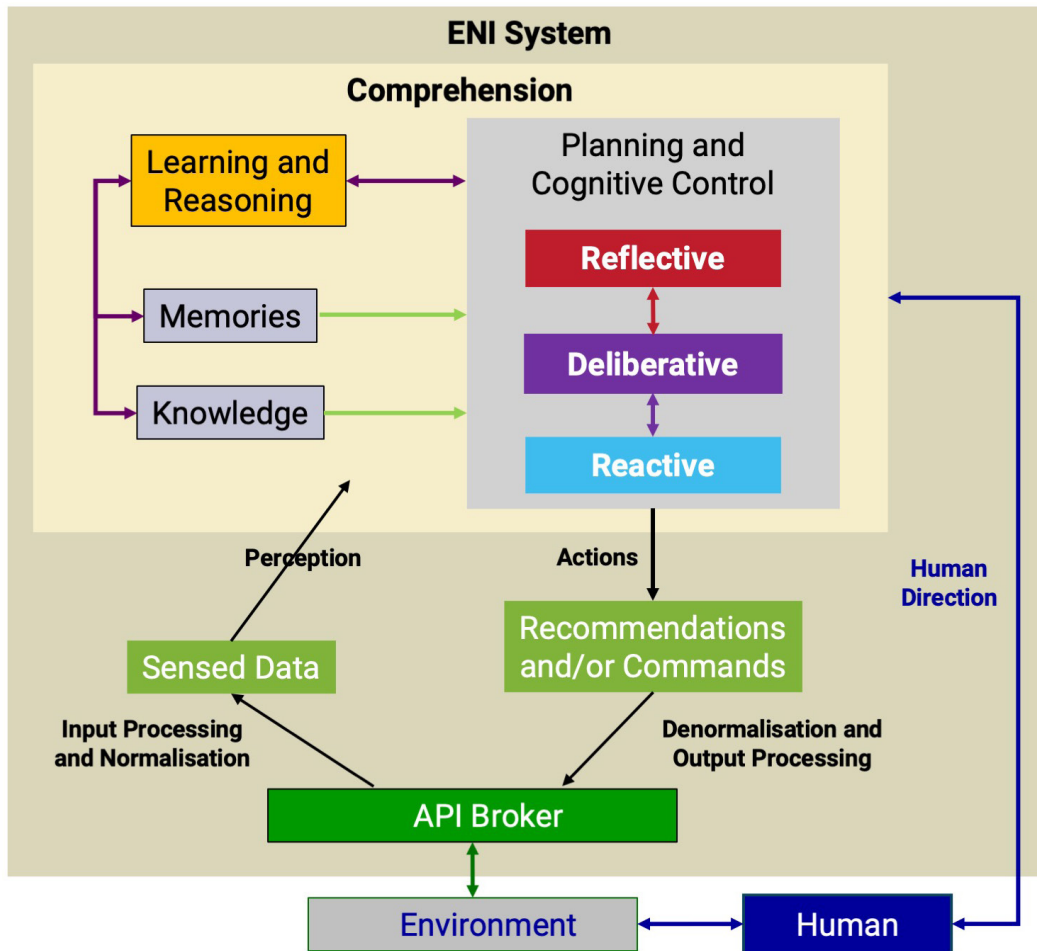 ENI System
Comprehension
Learning and
Reasoning
Planning and
Cognitive Control
Reflective
Memories
Deliberative
Knowledge
Reactive
Perception
Actions
Human
Direction
Sensed Data
Recommendations
and/or Commands
Input Processing
and Normalisation
Denormalisation and
Output Processing
API Broker
Environment
Human